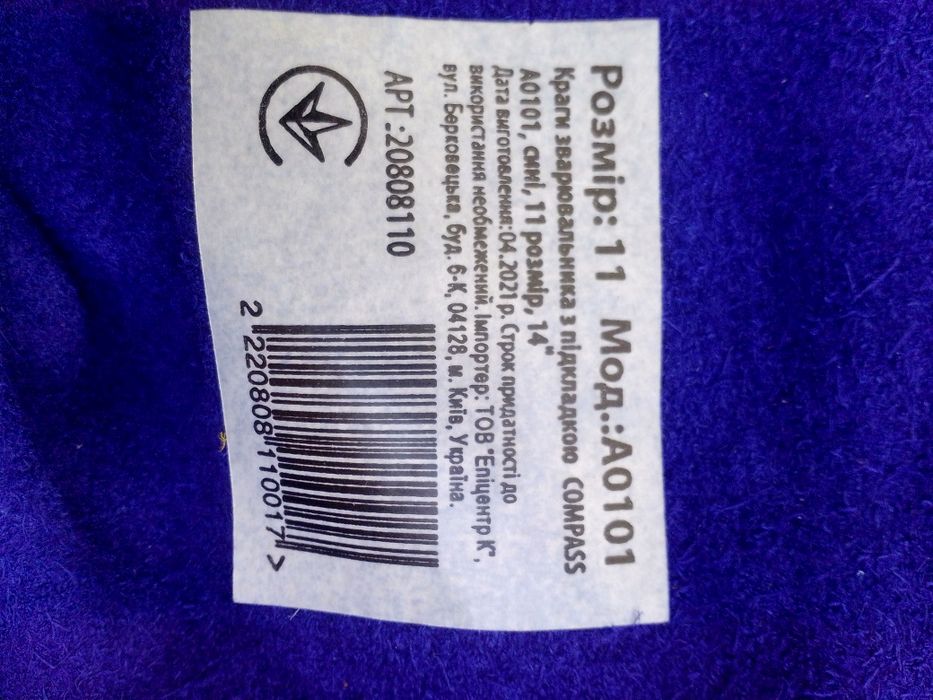 Розмір: 11 Мод.:А0101
Краги зварювальника з підкладкою COMPASS
А0101, сині, 11 розмір, 14"
Дата виготовлення:04.2021 р. Строк придатності до
використання необмежений. Імпортер: ТОВ "Епіцентр К",
вул. Берковецька, буд. 6-К, 04128, м. Київ, Україна.
АРТ.:20808110
2 220808 110017 >